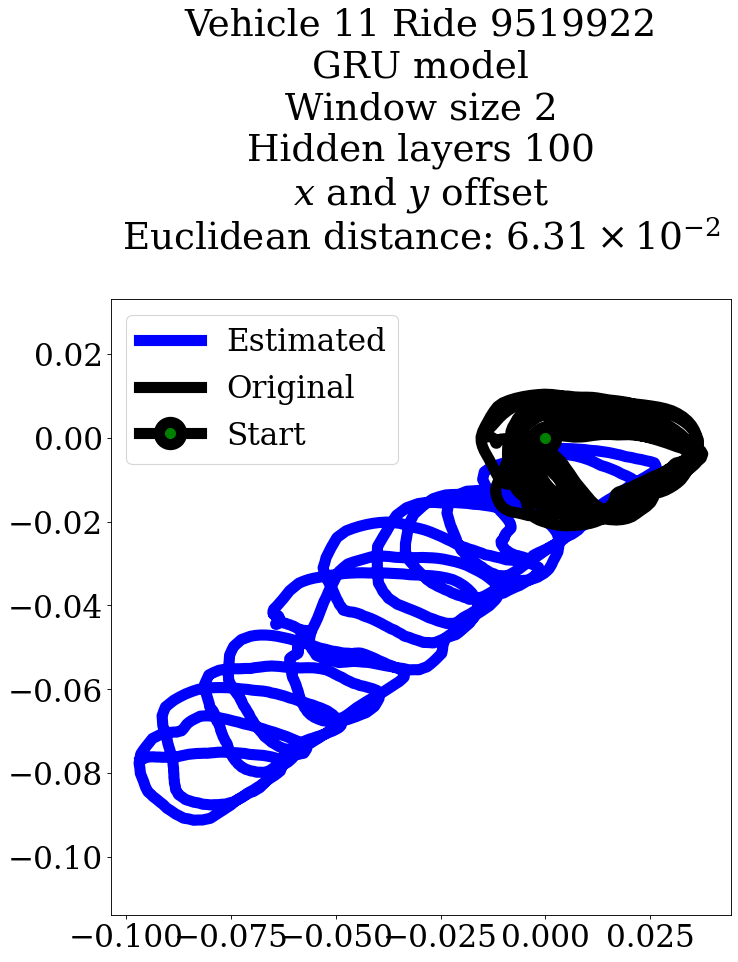 Vehicle 11 Ride 9519922
GRU model
Window size 2
Hidden layers 100
x and y offset
Euclidean distance: 6.31 × 10⁻²
Estimated
Original
Start
0.02
0.00
−0.02
−0.04
−0.06
−0.08
−0.10
−0.100 −0.075 −0.050 −0.025 0.000 0.025